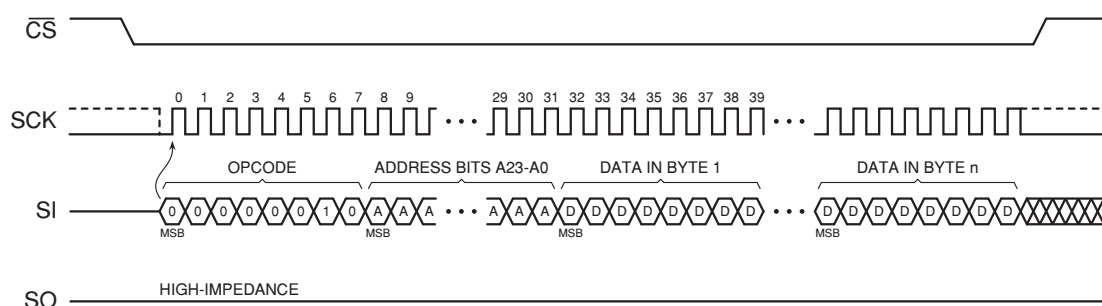 CS
SCK
0 1 2 3 4 5 6 7 8 9 29 30 31 32 33 34 35 36 37 38 39
OPCODE ADDRESS BITS A23-A0 DATA IN BYTE 1 DATA IN BYTE n
SI
0 0 0 0 0 0 1 0 A A A A A A D D D D D D D D D D D D D D D D
MSB MSB MSB MSB
SO
HIGH-IMPEDANCE